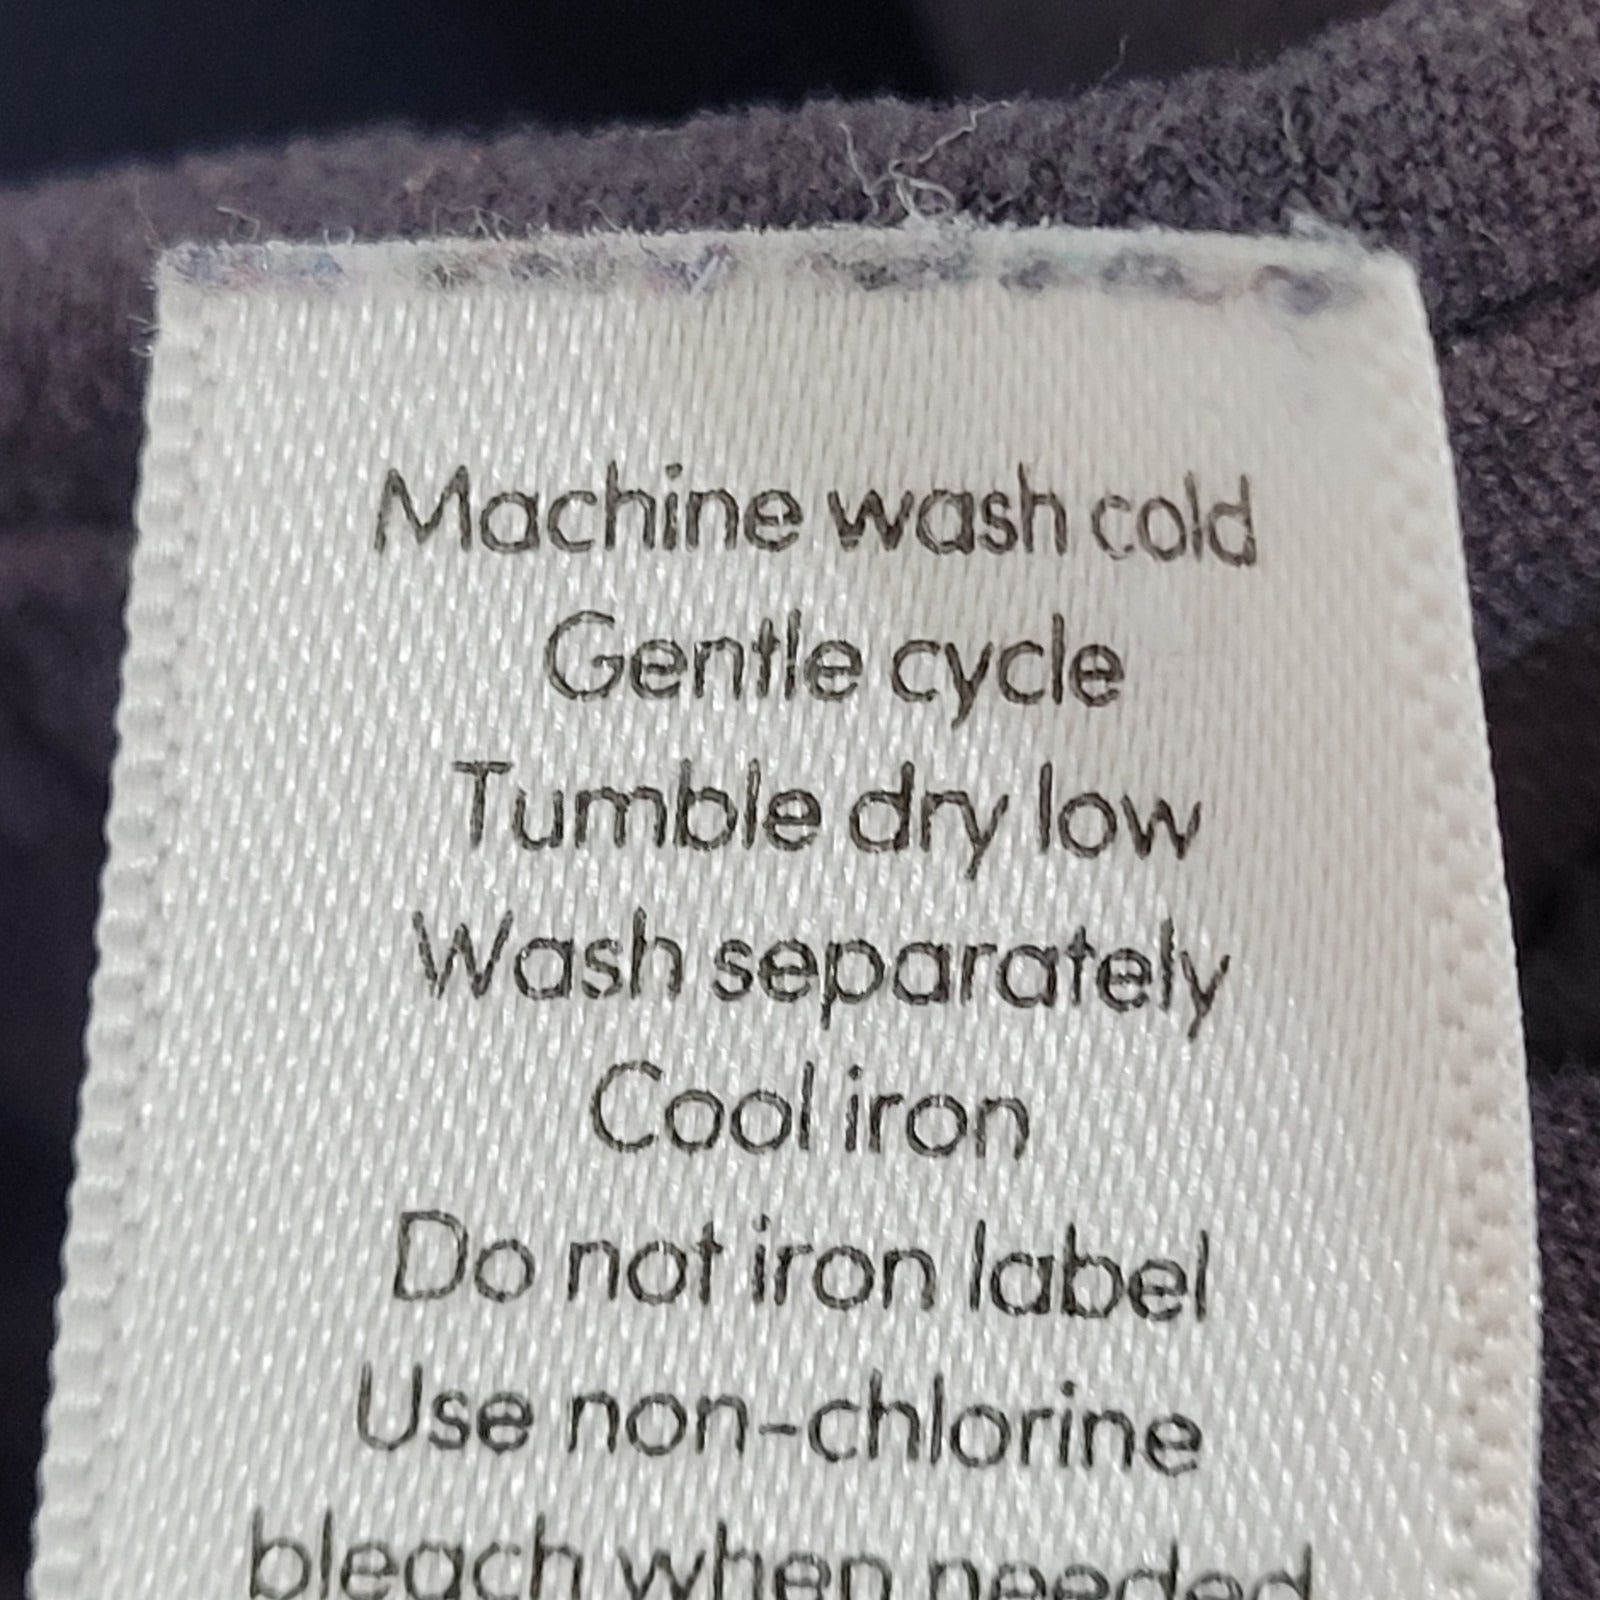 Machine wash cold
Gentle cycle
Tumble dry low
Wash separately
Cool iron
Do not iron label
Use non-chlorine
bleach when needed